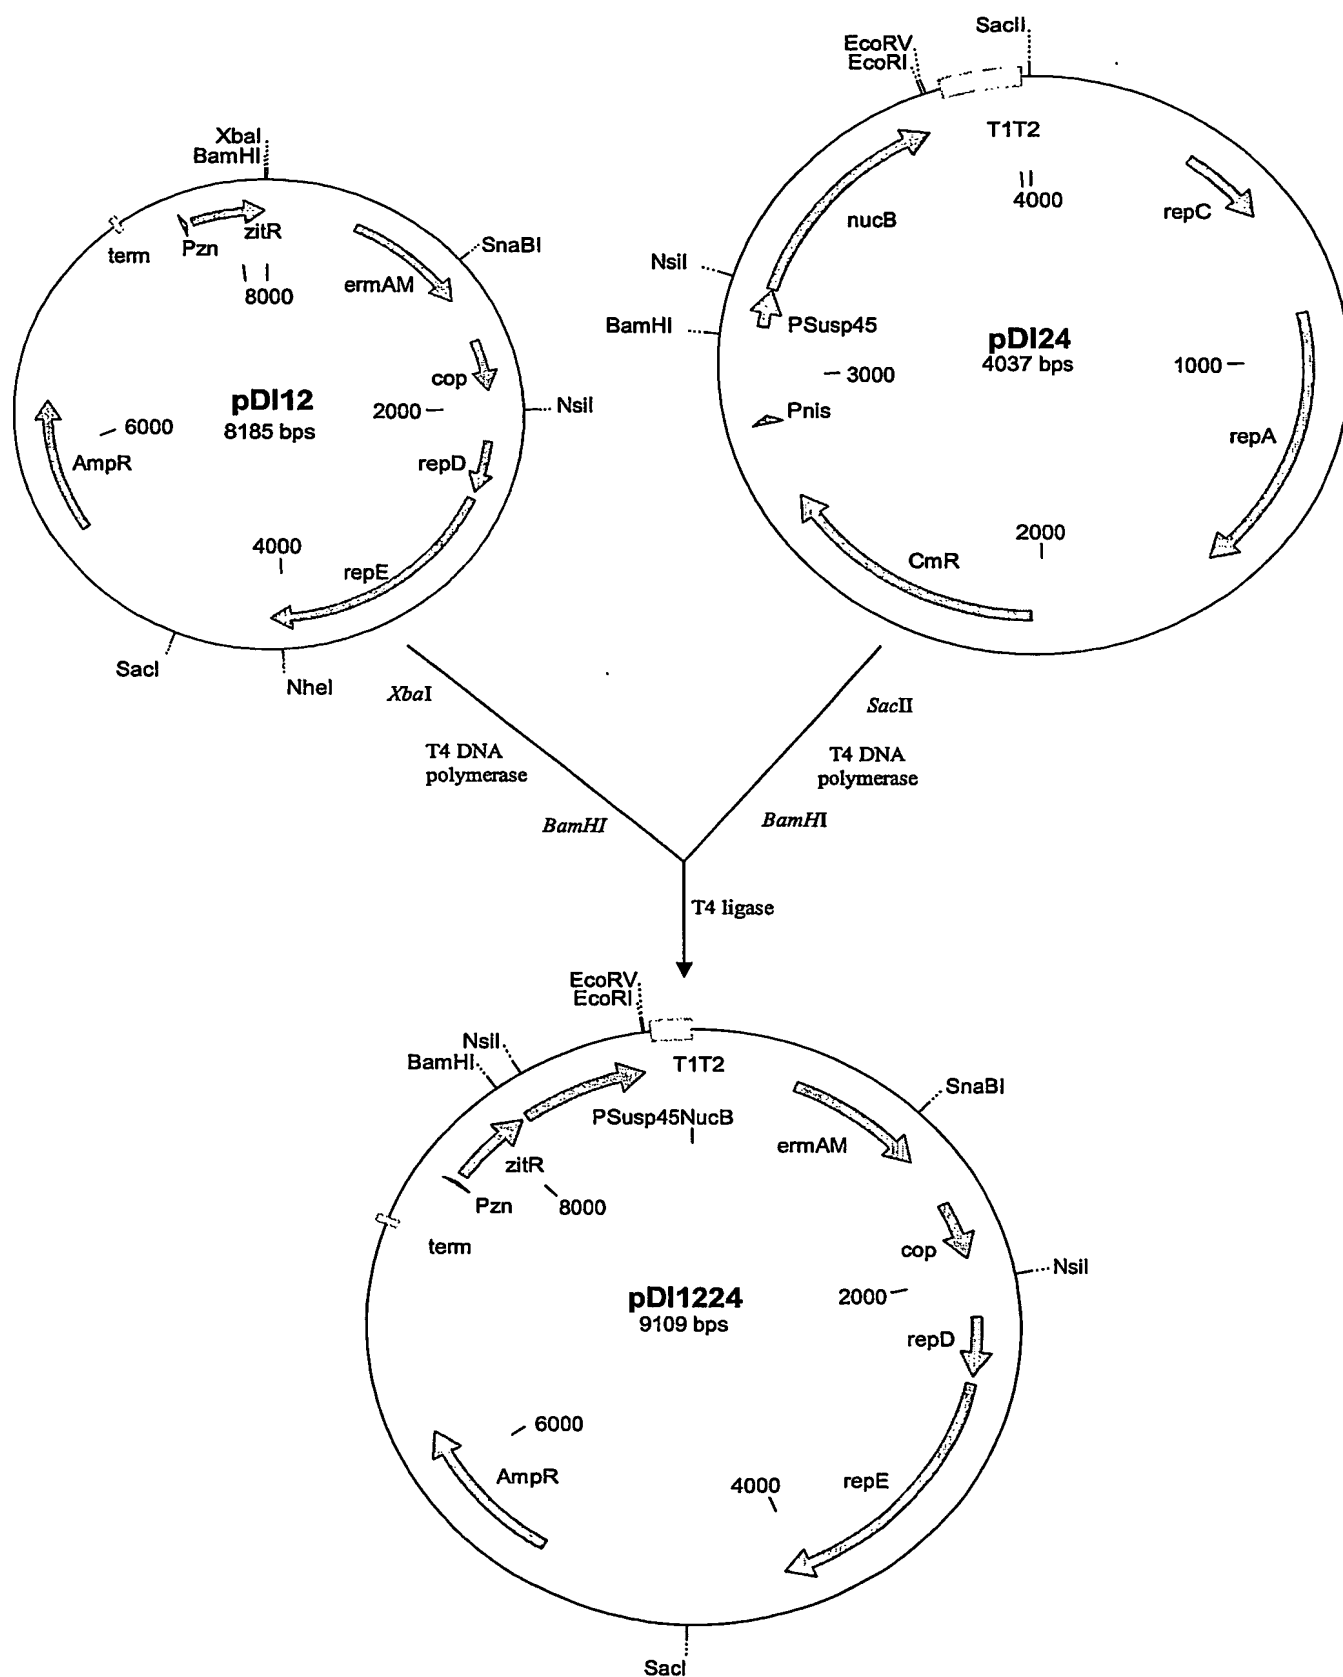 XbaI
BamHI
term
Pzn
zitR
8000
ermAM
SnaBI
cop
NsiI
2000
pDI12
8185 bps
6000
AmpR
repD
4000
repE
SacI
NheI
SacII
EcoRV
EcoRI
T1T2
4000
repC
nucB
NsiI
BamHI
PSusp45
pDI24
4037 bps
1000
3000
Pnis
repA
2000
CmR
XbaI
T4 DNA
polymerase
BamHI
SacII
T4 DNA
polymerase
BamHI
T4 ligase
EcoRV
EcoRI
NsiI
BamHI
T1T2
SnaBI
PSusp45NucB
ermAM
zitR
Pzn
8000
term
cop
NsiI
pDI1224
9109 bps
2000
repD
6000
AmpR
4000
repE
SacI